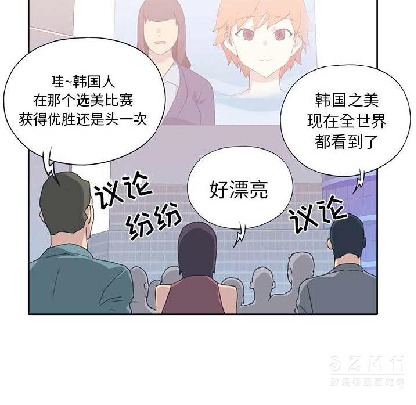 哇~韩国人
在那个选美比赛
获得优胜还是头一次
韩国之美
现在全世界
都看到了
好漂亮
议论
纷纷
议论